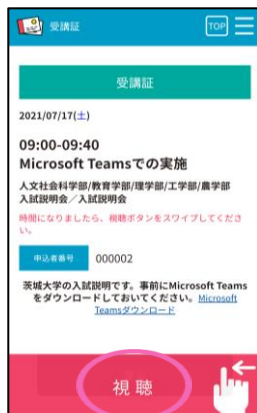 受講証
TOP
受講証
2021/07/17(土)
09:00-09:40
Microsoft Teamsでの実施
人文社会科学部/教育学部/理学部/工学部/農学部
入試説明会／入試説明会
時間になりましたら、視聴ボタンをスワイプしてくださ
い。
申込者番号 000002
茨城大学の入試説明です。事前にMicrosoft Teams
をダウンロードしておいてください。Microsoft
Teamsダウンロード
視聴